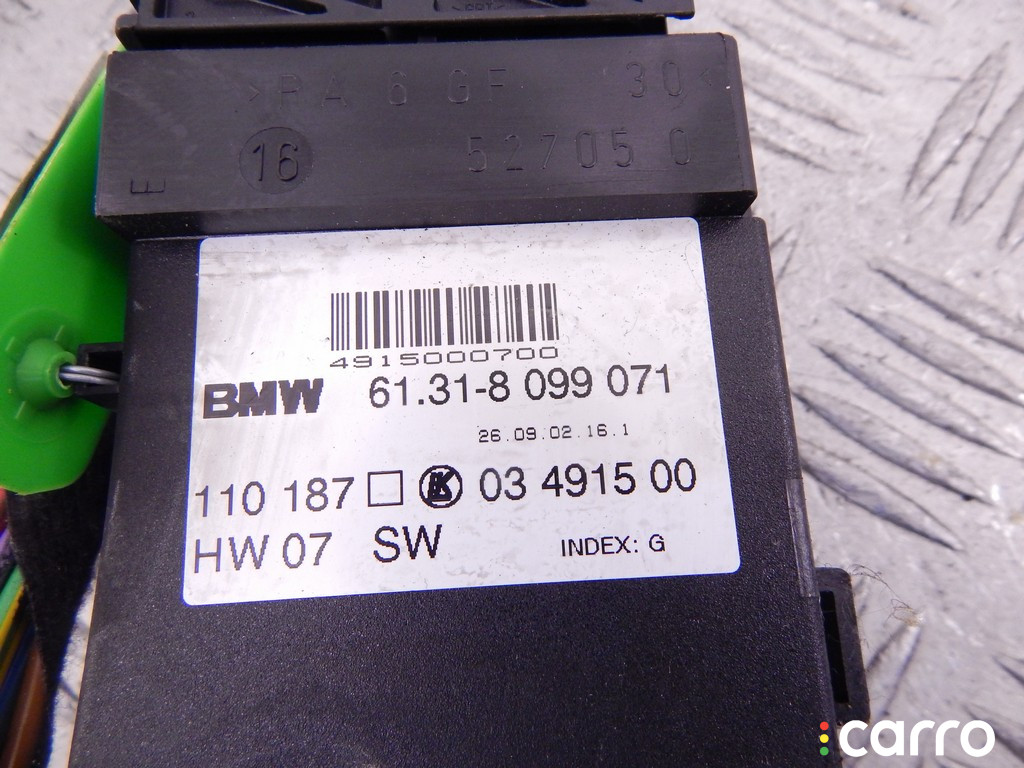 >PA 6 GF 30<
E 16 52705 0
4915000700
BMW 61.31-8 099 071
26.09.02.16.1
110 187 □ K 03 4915 00
HW 07 SW INDEX: G
carro